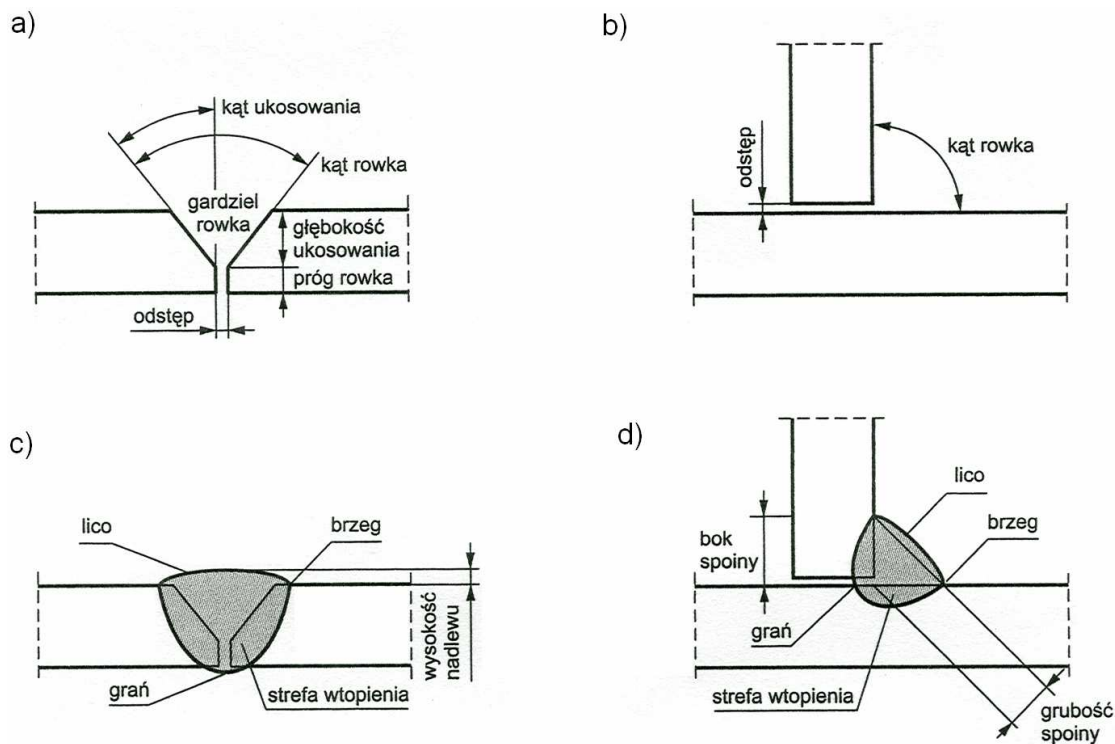 a)
kąt ukosowania
kąt rowka
gardziel
rowka
głębokość
ukosowania
próg rowka
odstęp
b)
odstęp
kąt rowka
c)
lico
brzeg
wysokość
nadlewu
grań
strefa wtopienia
d)
lico
brzeg
bok
spoiny
grań
strefa wtopienia
grubość
spoiny